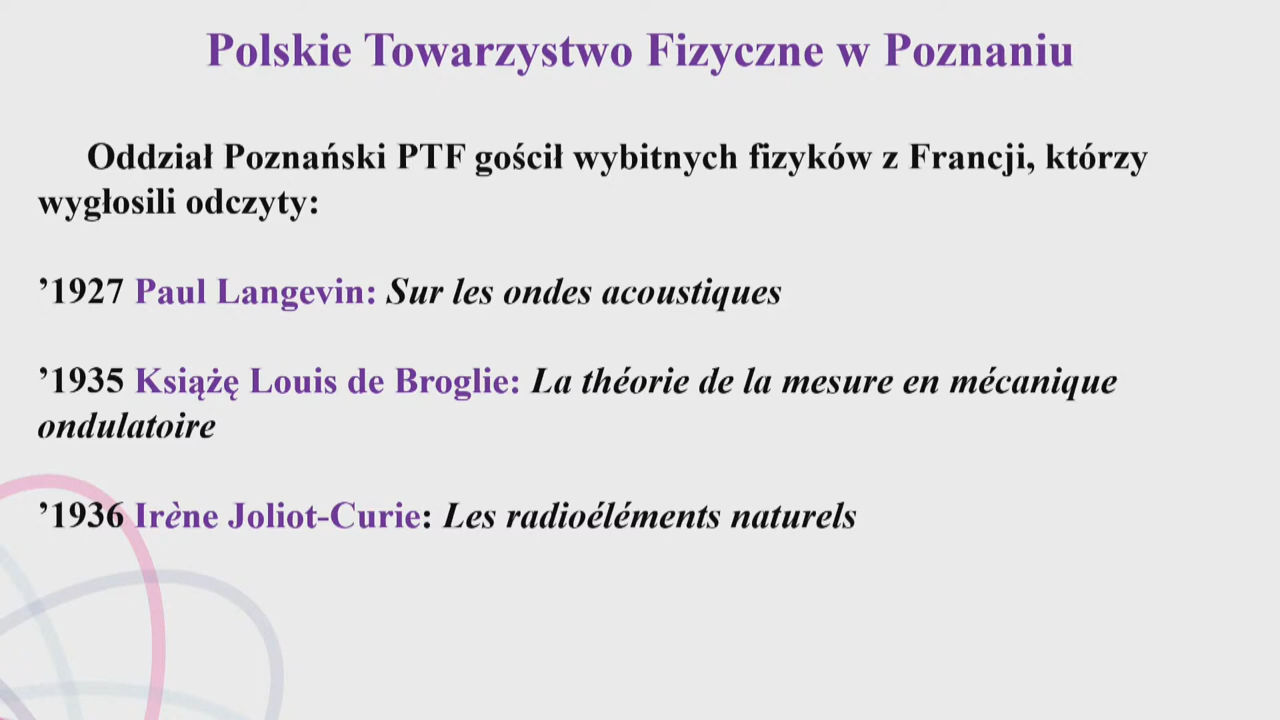 Polskie Towarzystwo Fizyczne w Poznaniu
Oddział Poznański PTF gościł wybitnych fizyków z Francji, którzy
wygłosili odczyty:
’1927 Paul Langevin: Sur les ondes acoustiques
’1935 Książę Louis de Broglie: La théorie de la mesure en mécanique
ondulatoire
’1936 Irène Joliot-Curie: Les radioéléments naturels